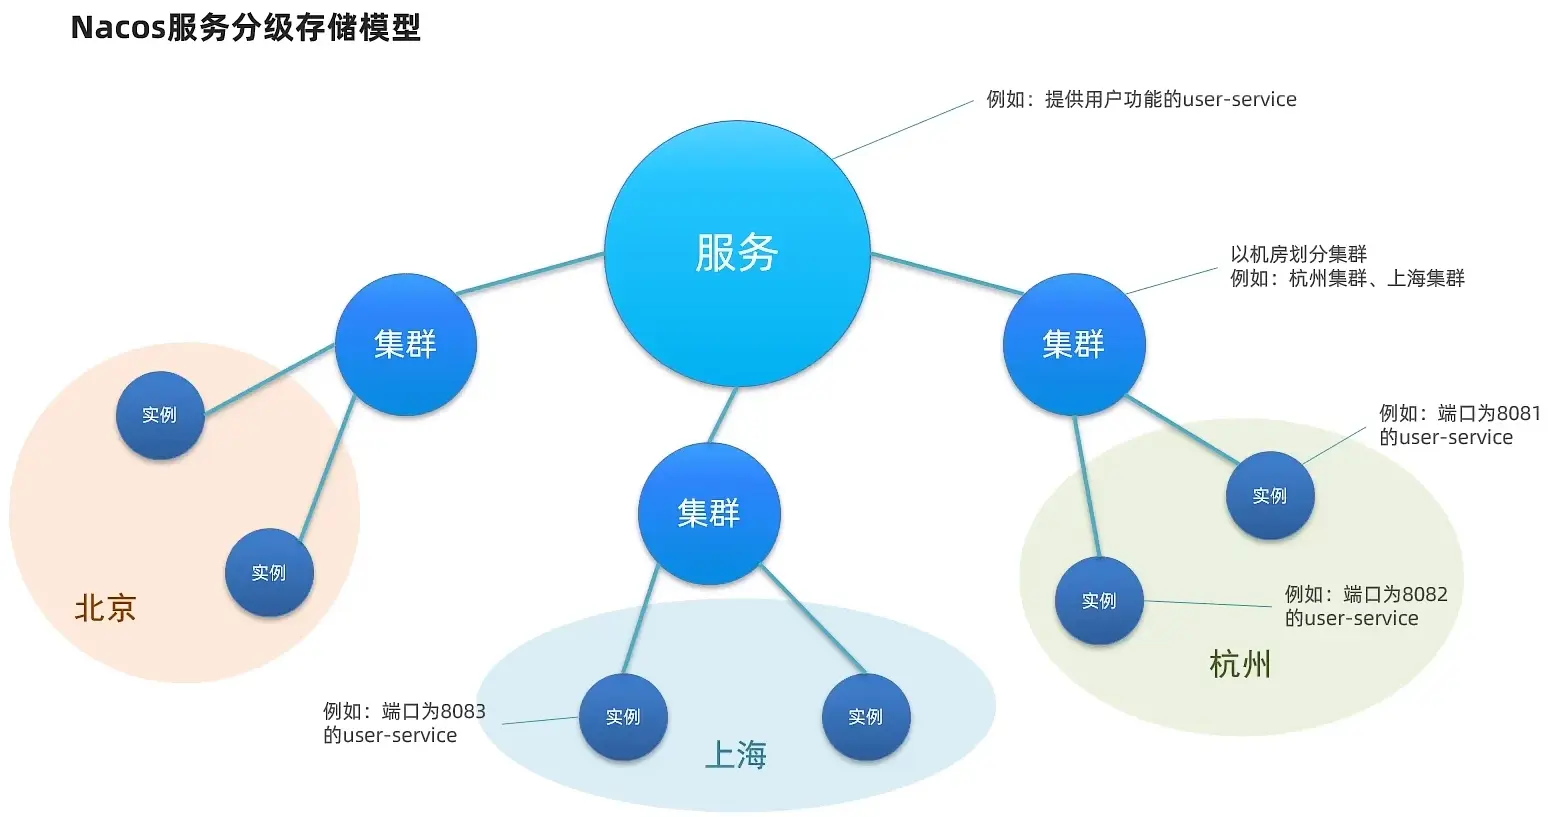 Nacos服务分级存储模型
例如：提供用户功能的user-service
服务
以机房划分集群
例如：杭州集群、上海集群
集群
集群
实例
例如：端口为8081
的user-service
实例
集群
实例
实例
例如：端口为8082
的user-service
北京
杭州
例如：端口为8083
的user-service
实例
实例
上海